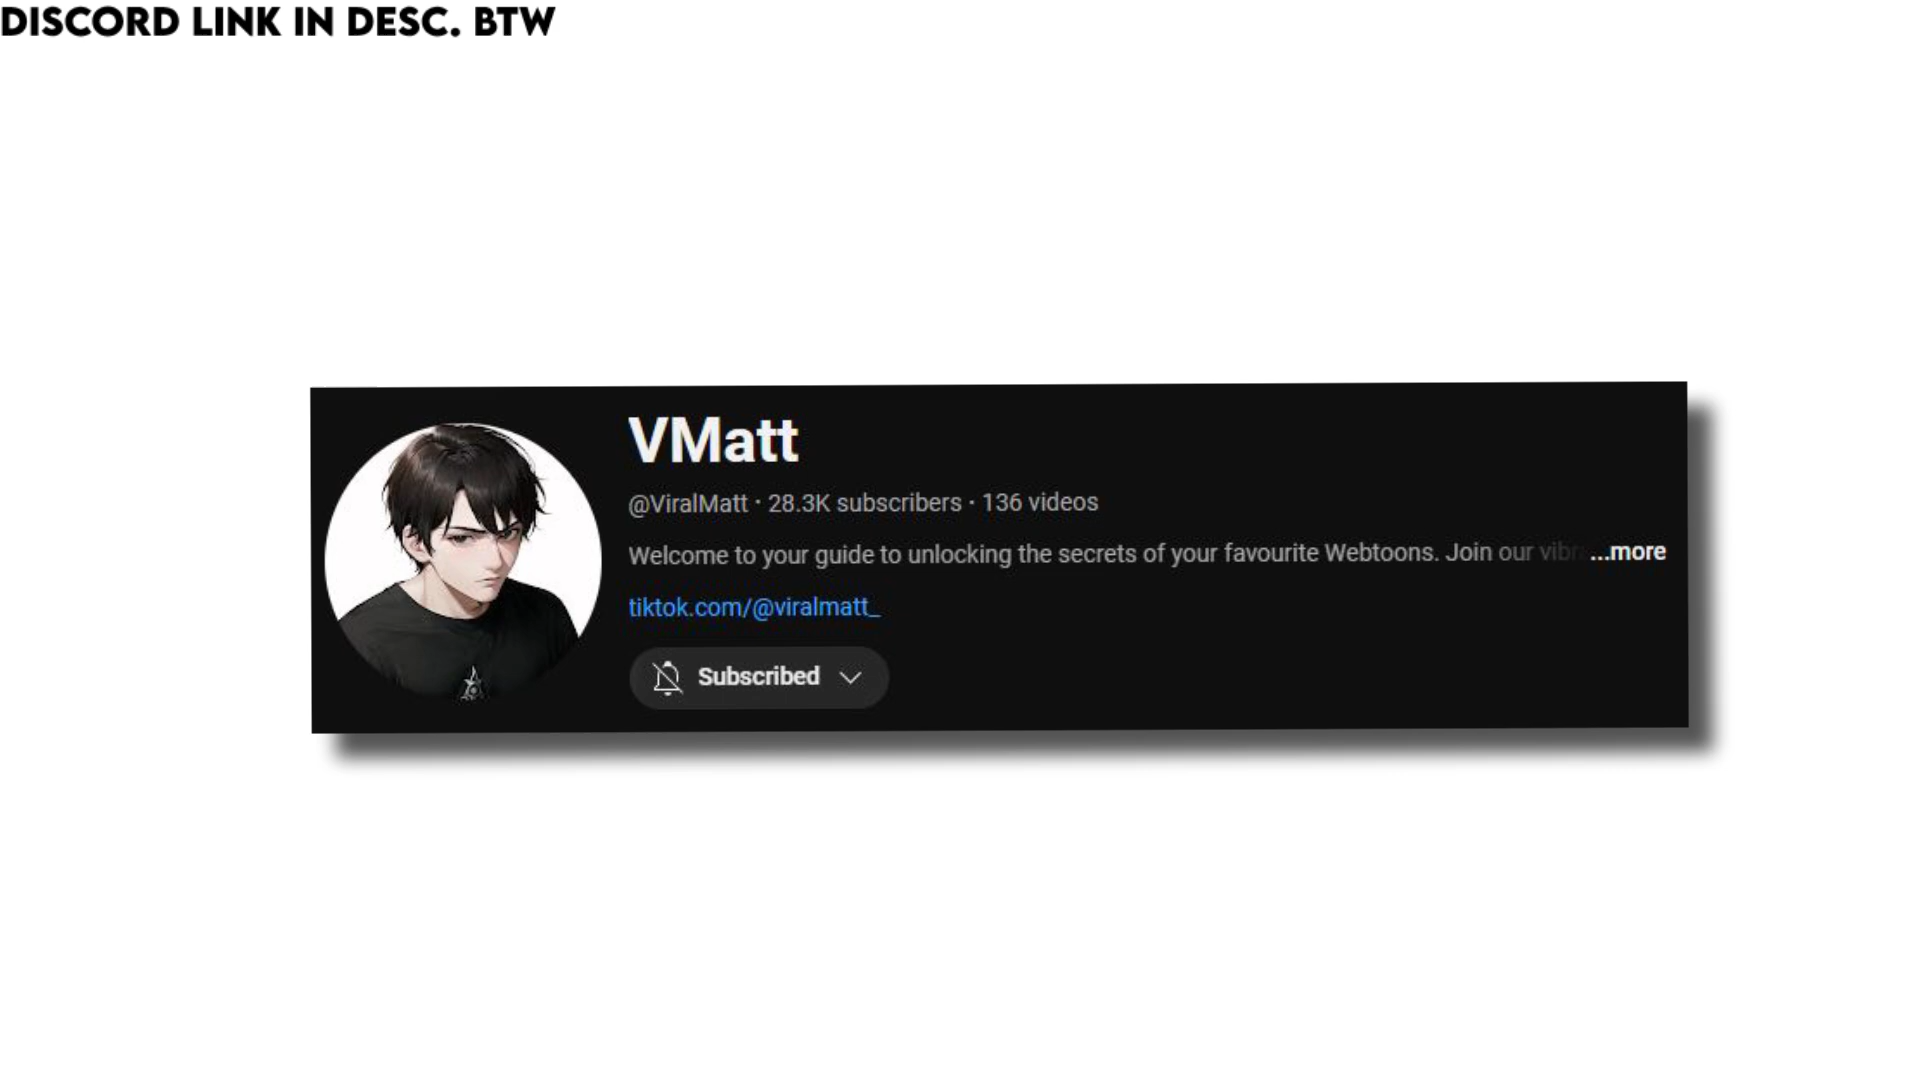 DISCORD LINK IN DESC. BTW
VMatt
@ViralMatt · 28.3K subscribers · 136 videos
Welcome to your guide to unlocking the secrets of your favourite Webtoons. Join our ...more
tiktok.com/@viralmatt_
Subscribed